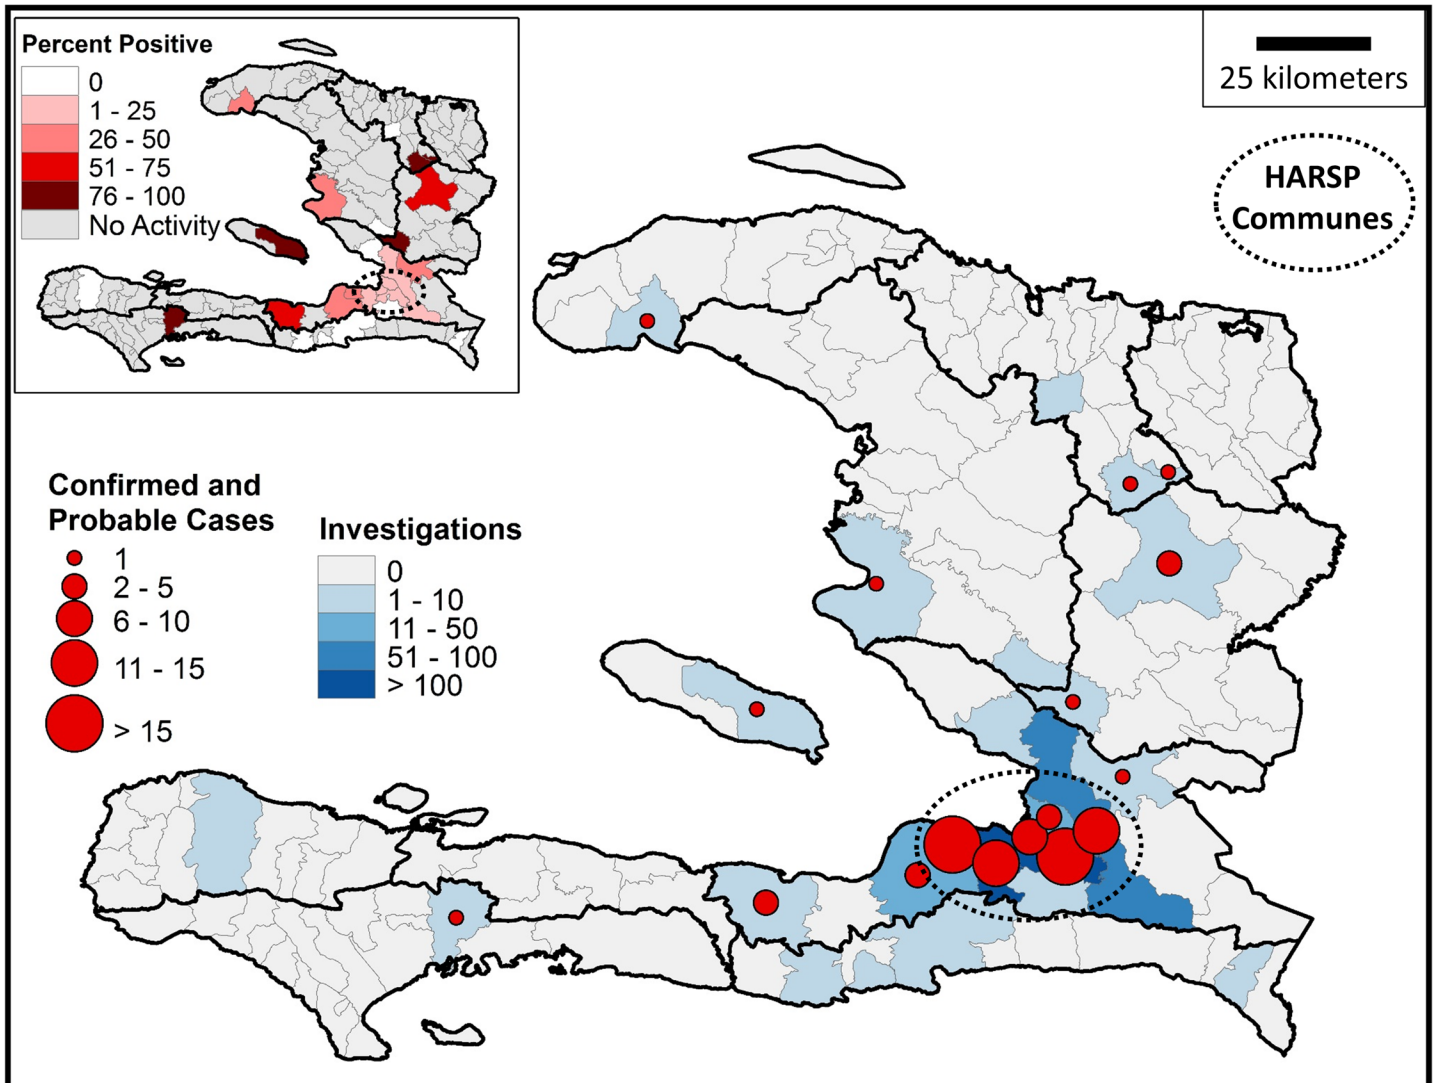 Percent Positive
0
1 - 25
26 - 50
51 - 75
76 - 100
No Activity
25 kilometers
HARSP
Communes
Confirmed and
Probable Cases
1
2 - 5
6 - 10
11 - 15
> 15
Investigations
0
1 - 10
11 - 50
51 - 100
> 100